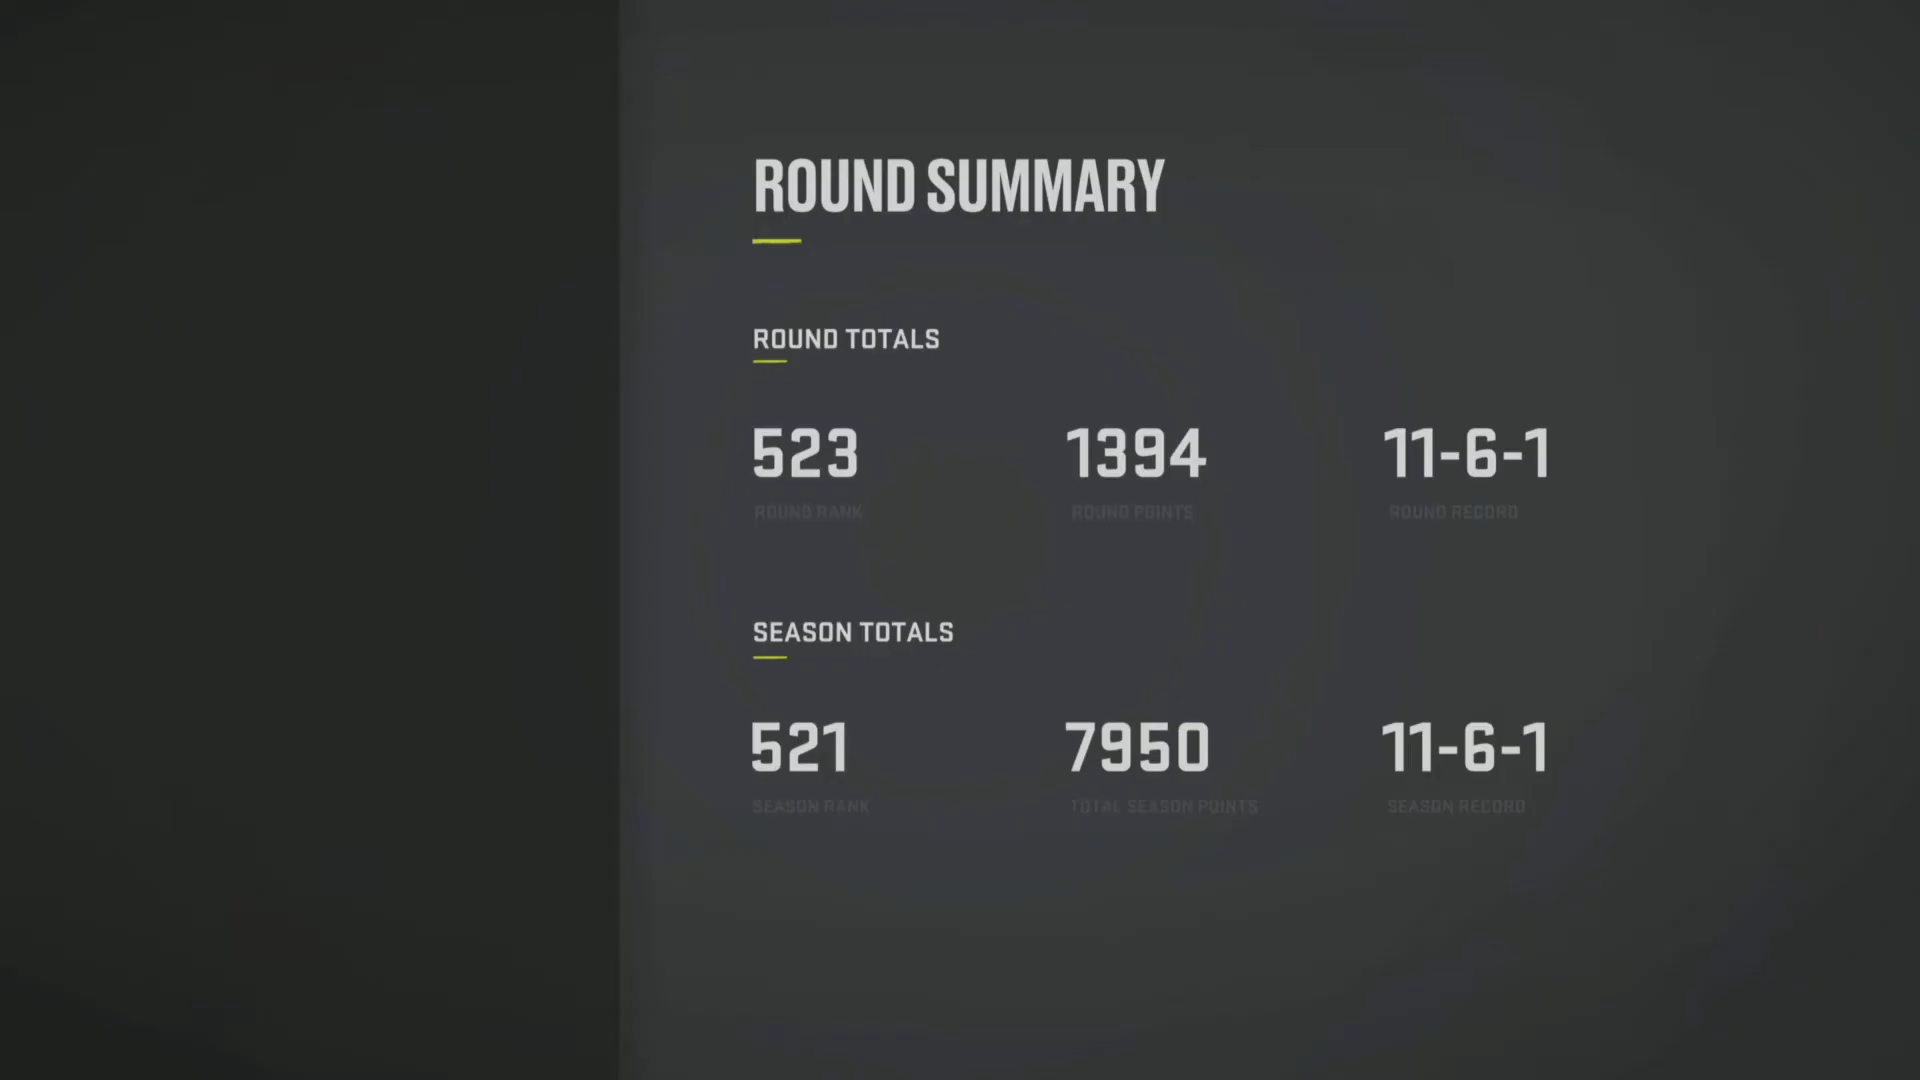 ROUND SUMMARY
ROUND TOTALS
523 1394 11-6-1
ROUND RANK ROUND POINTS ROUND RECORD
SEASON TOTALS
521 7950 11-6-1
SEASON RANK TOTAL SEASON POINTS SEASON RECORD